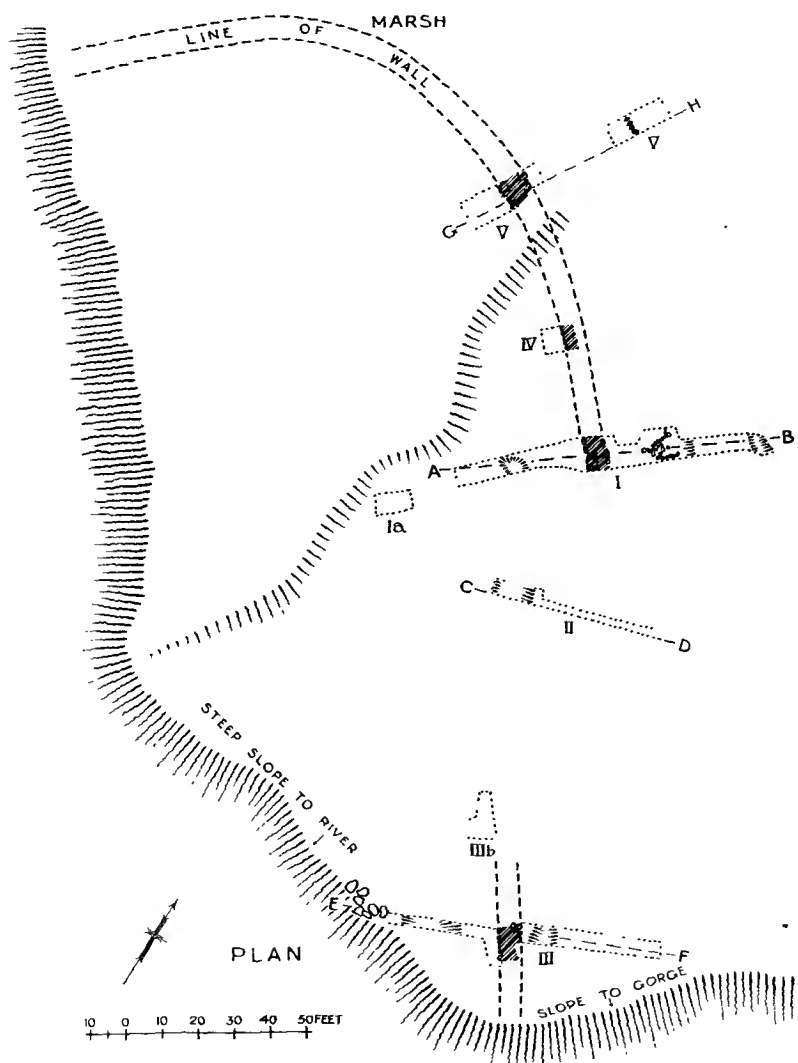 MARSH
LINE OF WALL
H
V
G
V
IV
A
B
I
Ia
C
II
D
STEEP SLOPE TO RIVER
IIIb
E
III
F
PLAN
SLOPE TO GORGE
10 0 10 20 30 40 50 FEET